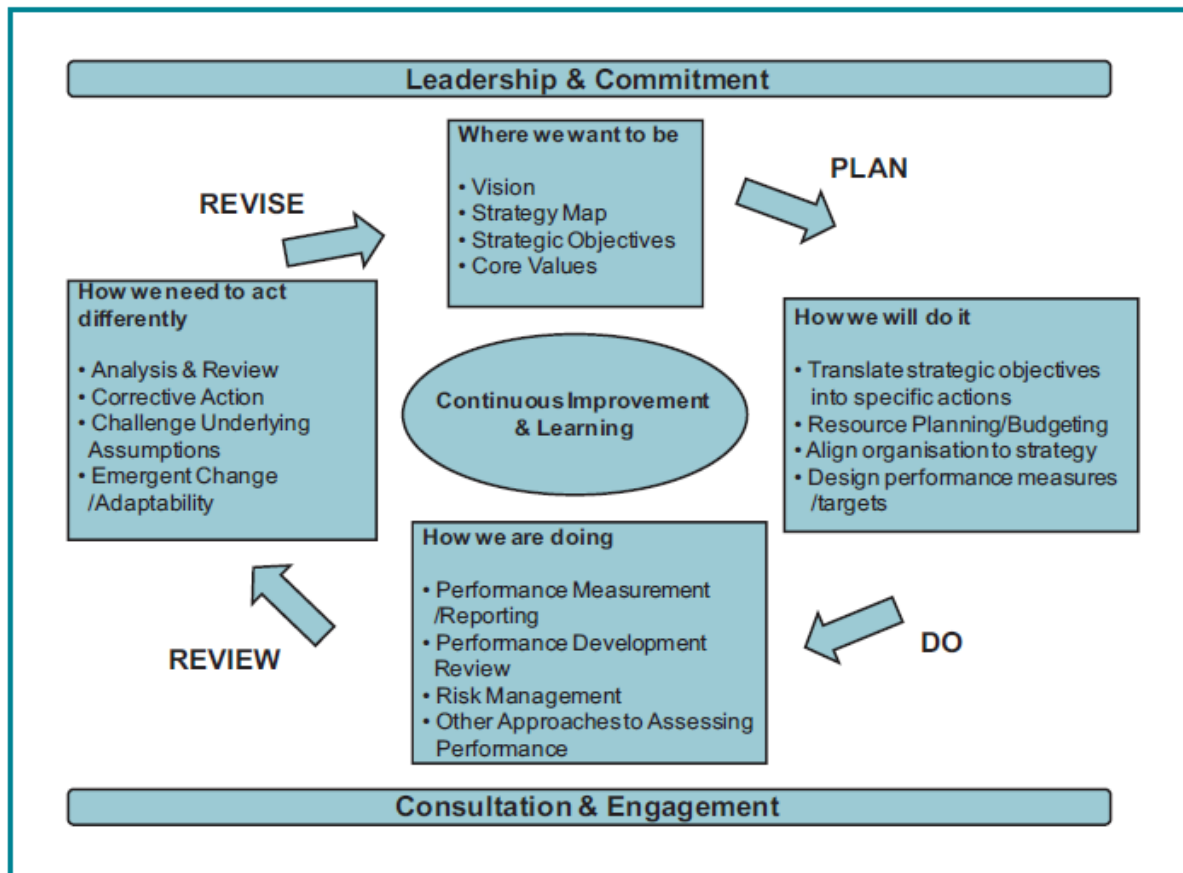 Leadership & Commitment
Where we want to be
• Vision
• Strategy Map
• Strategic Objectives
• Core Values
PLAN
How we will do it
• Translate strategic objectives
into specific actions
• Resource Planning/Budgeting
• Align organisation to strategy
• Design performance measures
/targets
DO
How we are doing
• Performance Measurement
/Reporting
• Performance Development
Review
• Risk Management
• Other Approaches to Assessing
Performance
REVIEW
How we need to act
differently
• Analysis & Review
• Corrective Action
• Challenge Underlying
Assumptions
• Emergent Change
/Adaptability
REVISE
Continuous Improvement
& Learning
Consultation & Engagement